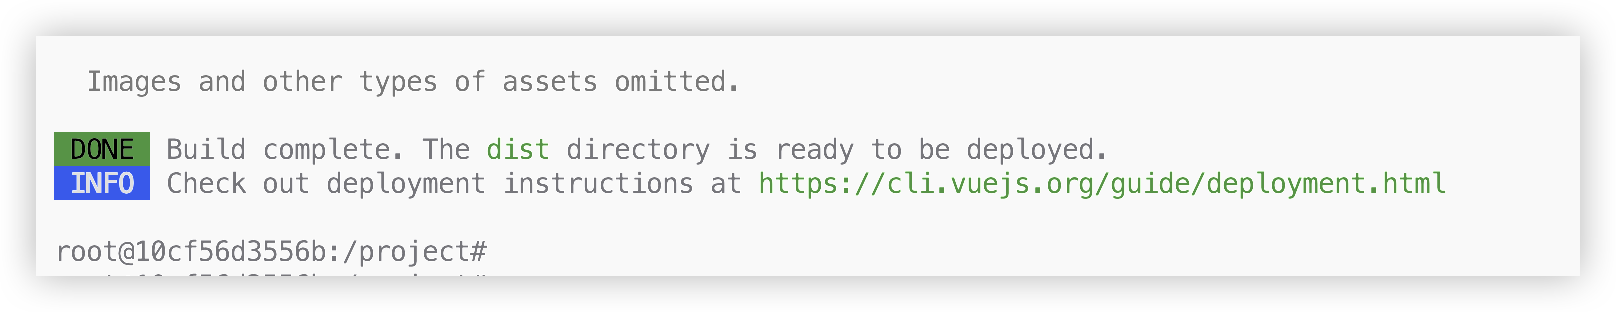 Images and other types of assets omitted.
DONE Build complete. The dist directory is ready to be deployed.
INFO Check out deployment instructions at https://cli.vuejs.org/guide/deployment.html
root@10cf56d3556b:/project#